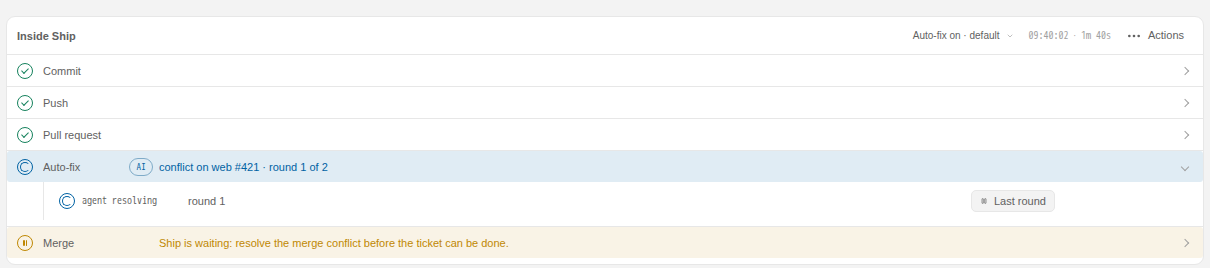 Inside Ship
Auto-fix on · default
09:40:02 · 1m 40s
Actions
Commit
Push
Pull request
Auto-fix AI conflict on web #421 · round 1 of 2
agent resolving round 1 Last round
Merge Ship is waiting: resolve the merge conflict before the ticket can be done.